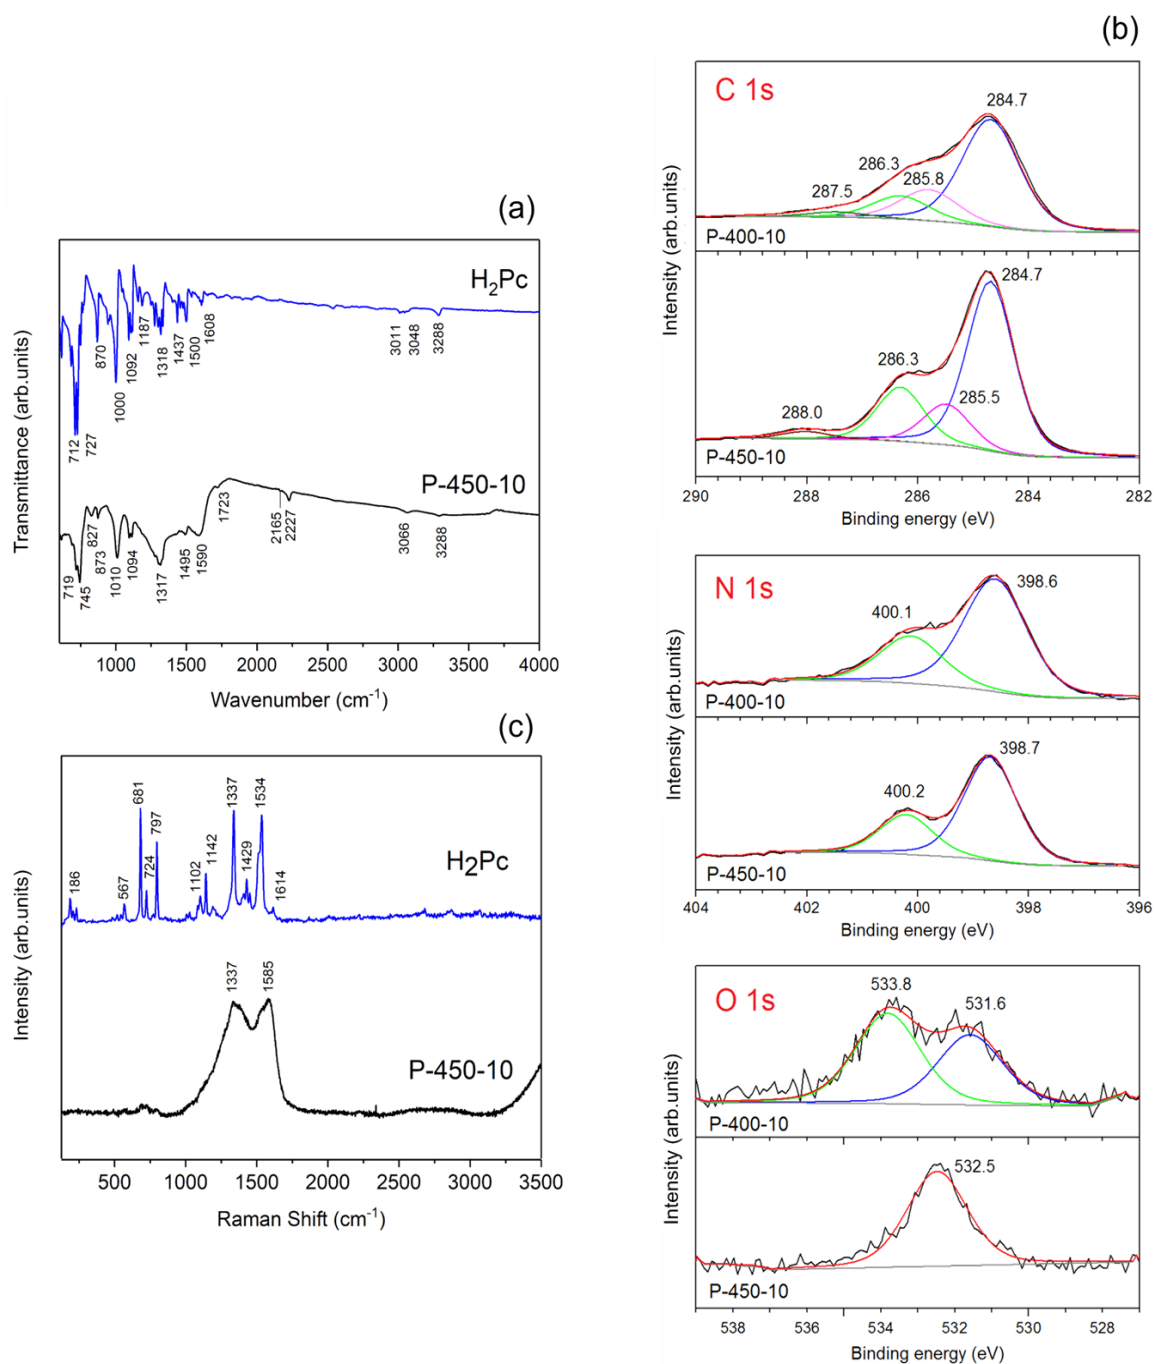 (a)
H2Pc
870
1092
1187
1318
1437
1500
1608
3011
3048
3288
1000
712
727
P-450-10
1723
2165
2227
3066
3288
827
873
1010
1094
1317
1495
1590
719
745
Transmittance (arb.units)
1000 1500 2000 2500 3000 3500 4000
Wavenumber (cm-1)
(b)
C 1s
284.7
286.3
285.8
287.5
P-400-10
284.7
286.3
285.5
288.0
P-450-10
Intensity (arb.units)
290 288 286 284 282
Binding energy (eV)
N 1s
398.6
400.1
P-400-10
398.7
400.2
P-450-10
Intensity (arb.units)
404 402 400 398 396
Binding energy (eV)
O 1s
533.8
531.6
P-400-10
532.5
P-450-10
Intensity (arb.units)
538 536 534 532 530 528
Binding energy (eV)
(c)
186
567
681
724
797
1102
1142
1337
1429
1534
1614
H2Pc
1337
1585
P-450-10
Intensity (arb.units)
500 1000 1500 2000 2500 3000 3500
Raman Shift (cm-1)